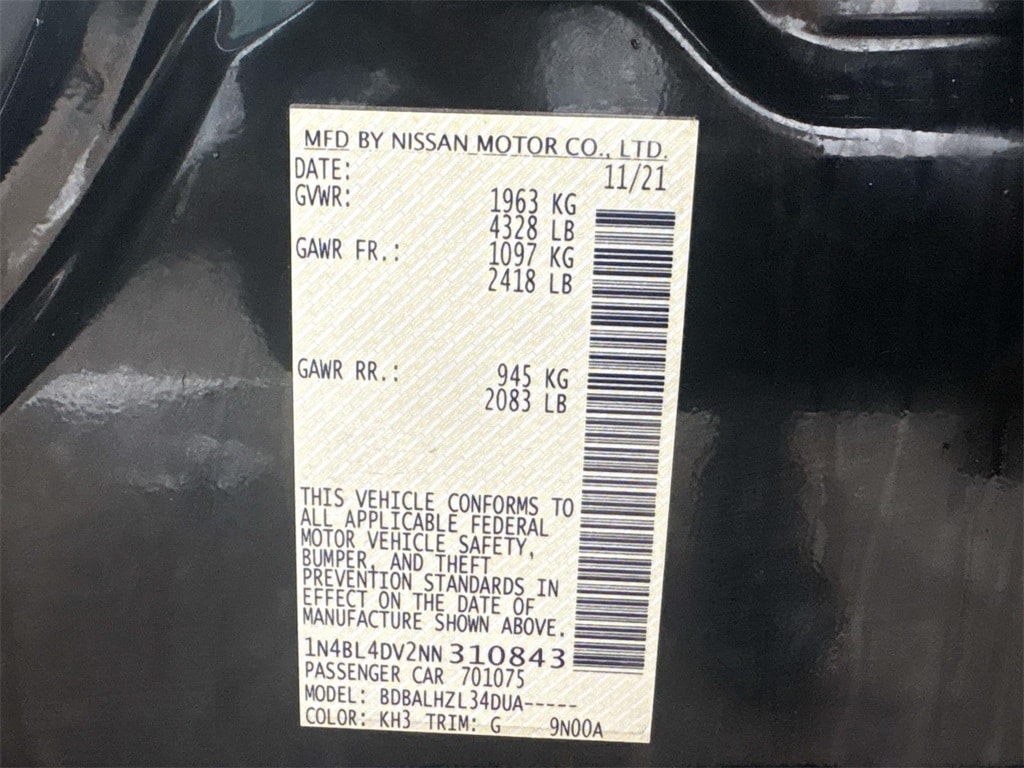 MFD BY NISSAN MOTOR CO., LTD.
DATE: 11/21
GVWR: 1963 KG
4328 LB
GAWR FR.: 1097 KG
2418 LB
GAWR RR.: 945 KG
2083 LB
THIS VEHICLE CONFORMS TO
ALL APPLICABLE FEDERAL
MOTOR VEHICLE SAFETY,
BUMPER, AND THEFT
PREVENTION STANDARDS IN
EFFECT ON THE DATE OF
MANUFACTURE SHOWN ABOVE.
1N4BL4DV2NN310843
PASSENGER CAR 701075
MODEL: BDBALHZL34DUA-----
COLOR: KH3 TRIM: G 9N00A